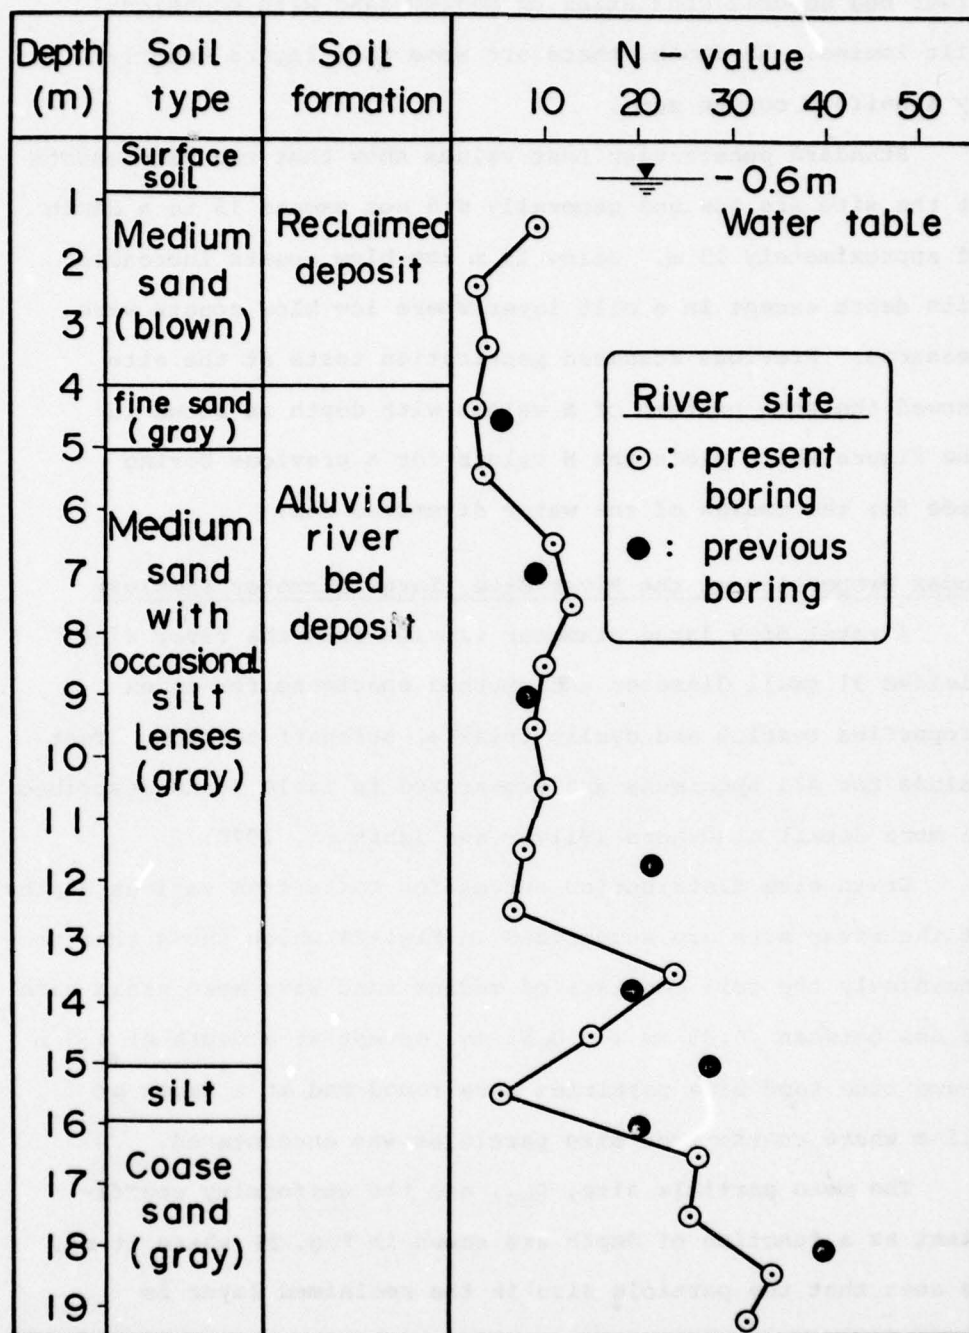 Depth (m)
Soil type
Soil formation
N value
10 20 30 40 50
Surface soil
-0.6m
Water table
1
Medium sand (blown)
Reclaimed deposit
2
3
4
fine sand (gray)
5
River site
: present boring
: previous boring
6
Medium sand with occasional silt Lenses (gray)
Alluvial river bed deposit
7
8
9
10
11
12
13
14
15
silt
16
Coase sand (gray)
17
18
19